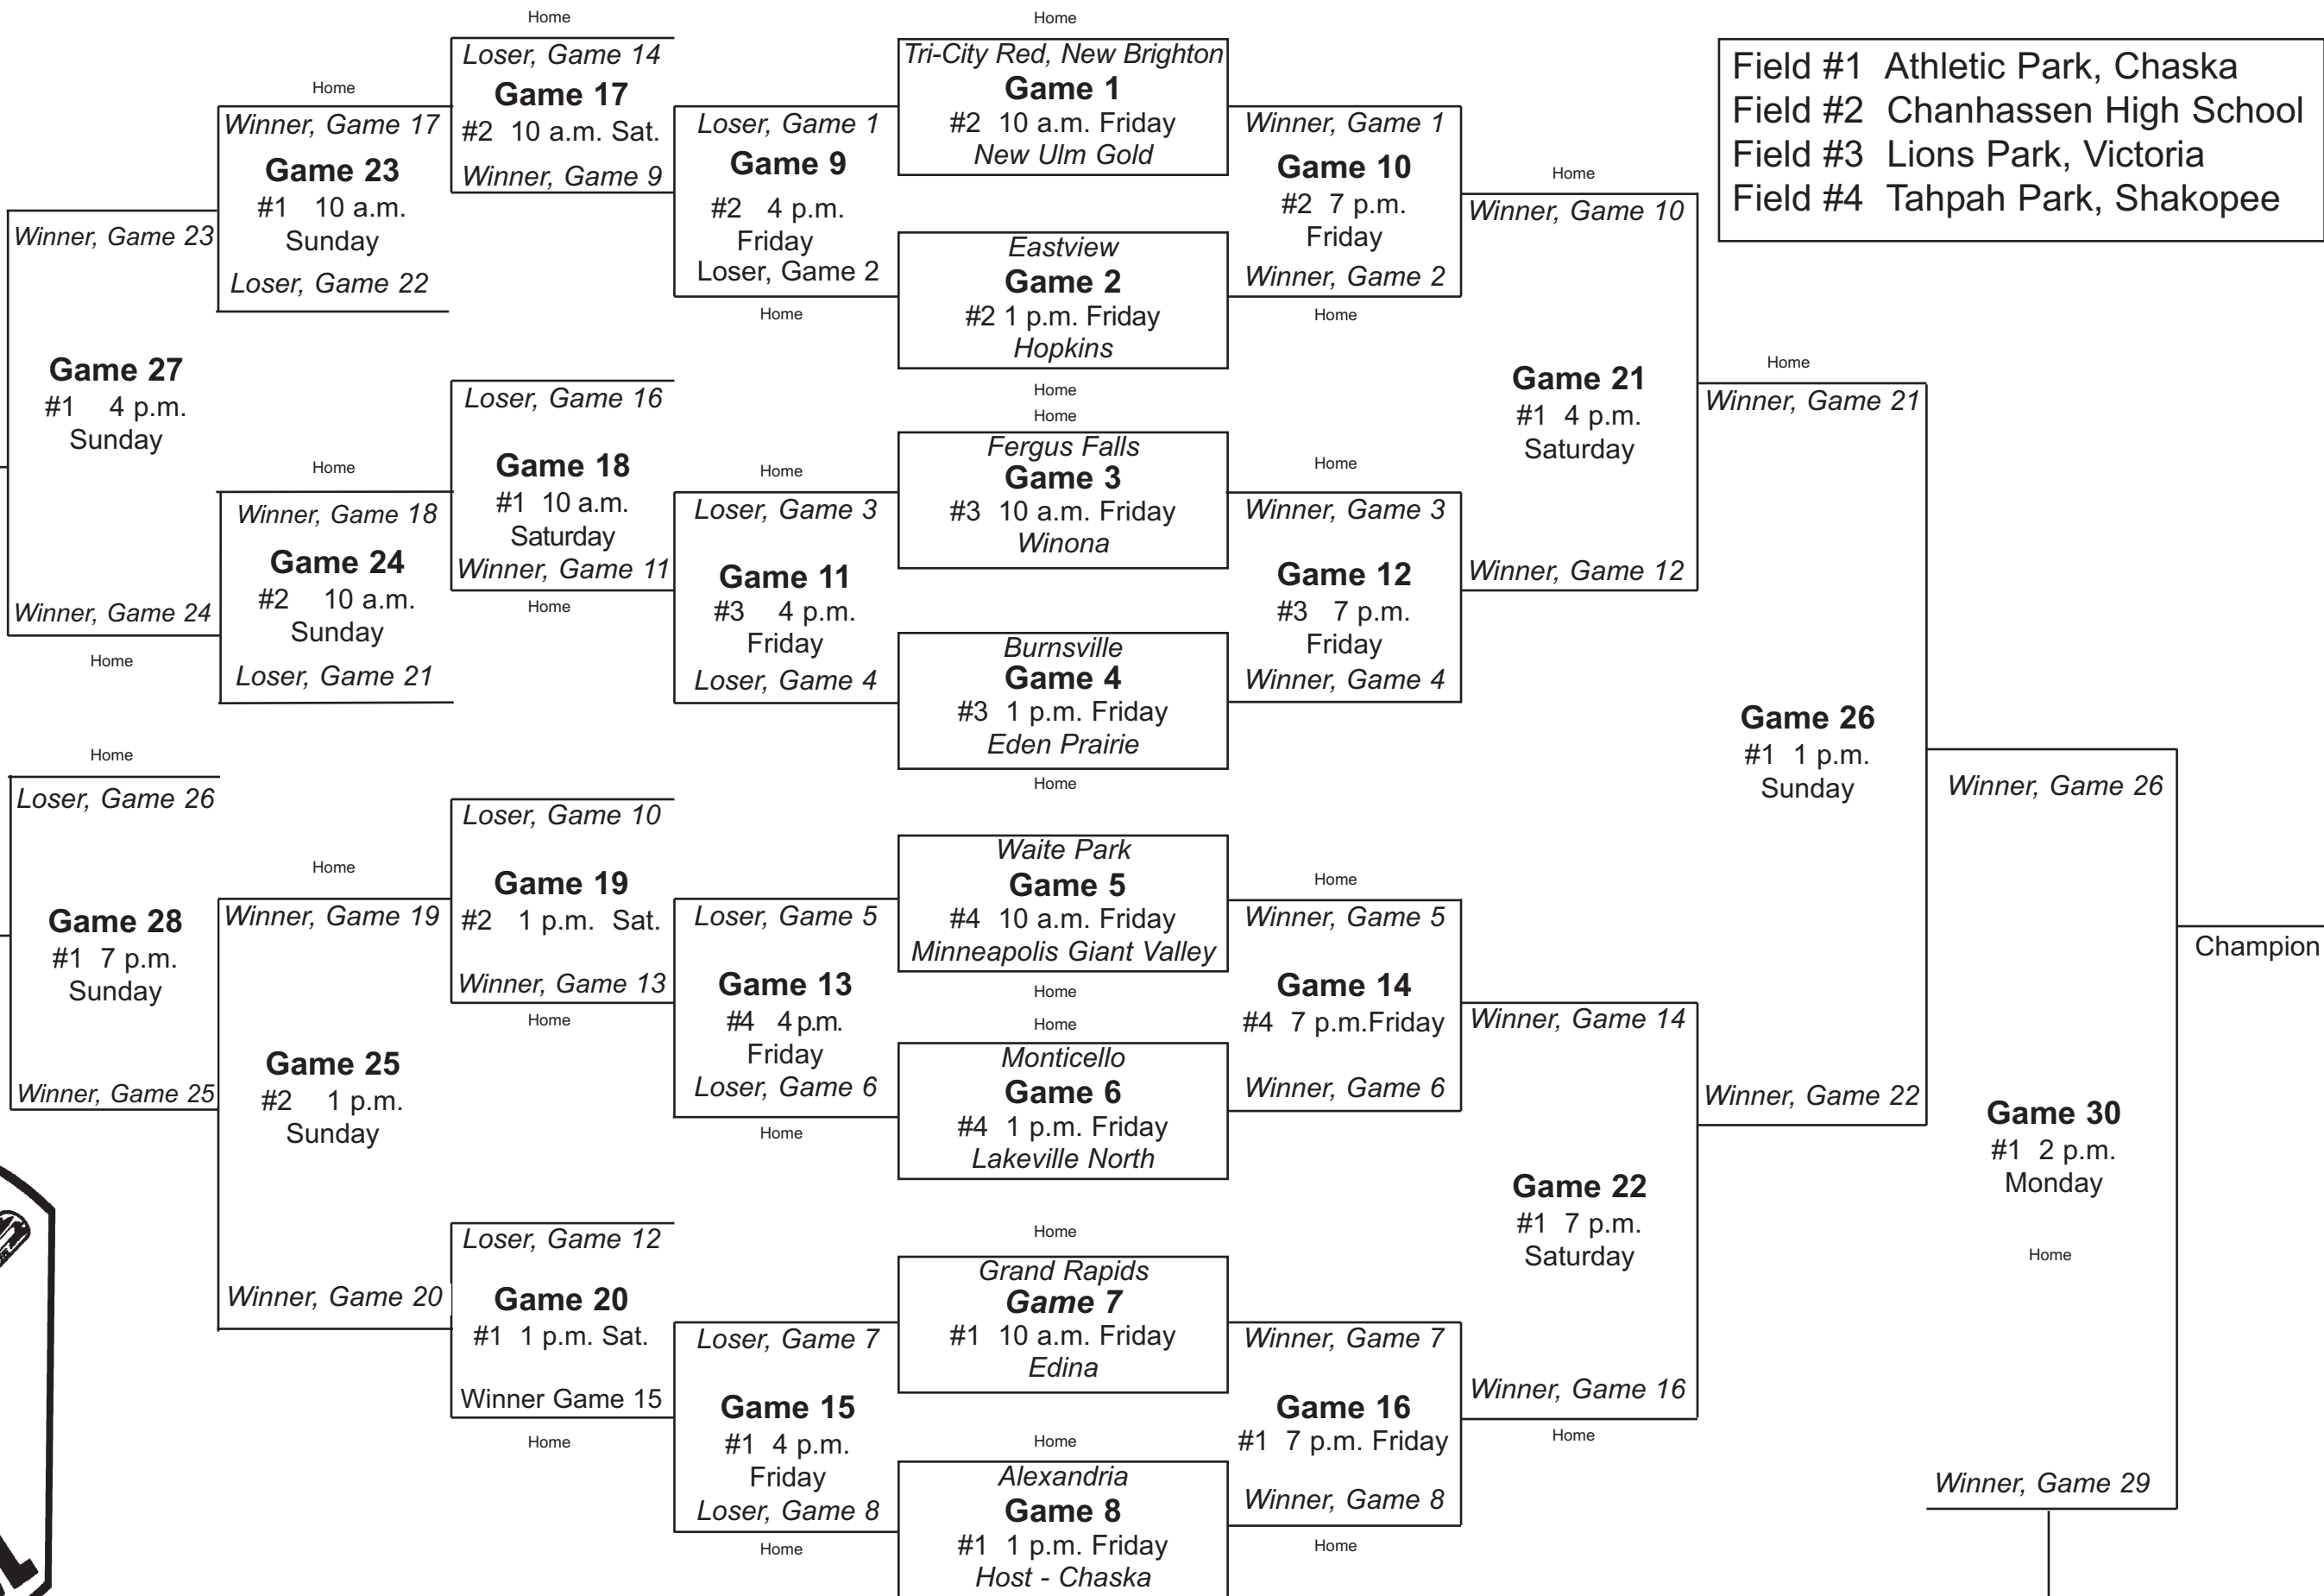 Home
Loser, Game 14
Game 17
#2 10 a.m. Sat.
Winner, Game 9
Home
Winner, Game 17
Game 23
#1 10 a.m.
Sunday
Loser, Game 22
Winner, Game 23
Game 27
#1 4 p.m.
Sunday
Winner, Game 24
Home
Home
Winner, Game 18
Game 24
#2 10 a.m.
Sunday
Loser, Game 21
Loser, Game 16
Game 18
#1 10 a.m.
Saturday
Winner, Game 11
Home
Home
Loser, Game 26
Game 28
#1 7 p.m.
Sunday
Winner, Game 25
Home
Winner, Game 19
Game 25
#2 1 p.m.
Sunday
Winner, Game 20
Loser, Game 10
Game 19
#2 1 p.m. Sat.
Winner, Game 13
Home
Loser, Game 12
Game 20
#1 1 p.m. Sat.
Winner Game 15
Home
Loser, Game 1
Game 9
#2 4 p.m.
Friday
Loser, Game 2
Home
Home
Loser, Game 3
Game 11
#3 4 p.m.
Friday
Loser, Game 4
Loser, Game 5
Game 13
#4 4 p.m.
Friday
Loser, Game 6
Home
Loser, Game 7
Game 15
#1 4 p.m.
Friday
Loser, Game 8
Home
Home
Tri-City Red, New Brighton
Game 1
#2 10 a.m. Friday
New Ulm Gold
Eastview
Game 2
#2 1 p.m. Friday
Hopkins
Home
Home
Fergus Falls
Game 3
#3 10 a.m. Friday
Winona
Burnsville
Game 4
#3 1 p.m. Friday
Eden Prairie
Home
Waite Park
Game 5
#4 10 a.m. Friday
Minneapolis Giant Valley
Home
Home
Monticello
Game 6
#4 1 p.m. Friday
Lakeville North
Home
Grand Rapids
Game 7
#1 10 a.m. Friday
Edina
Home
Alexandria
Game 8
#1 1 p.m. Friday
Host - Chaska
Winner, Game 1
Game 10
#2 7 p.m.
Friday
Winner, Game 2
Home
Home
Winner, Game 3
Game 12
#3 7 p.m.
Friday
Winner, Game 4
Home
Winner, Game 5
Game 14
#4 7 p.m.Friday
Winner, Game 6
Winner, Game 7
Game 16
#1 7 p.m. Friday
Winner, Game 8
Home
Home
Winner, Game 10
Game 21
#1 4 p.m.
Saturday
Winner, Game 12
Winner, Game 14
Game 22
#1 7 p.m.
Saturday
Winner, Game 16
Home
Home
Winner, Game 21
Game 26
#1 1 p.m.
Sunday
Winner, Game 22
Winner, Game 26
Game 30
#1 2 p.m.
Monday
Home
Winner, Game 29
Champion
Field #1 Athletic Park, Chaska
Field #2 Chanhassen High School
Field #3 Lions Park, Victoria
Field #4 Tahpah Park, Shakopee